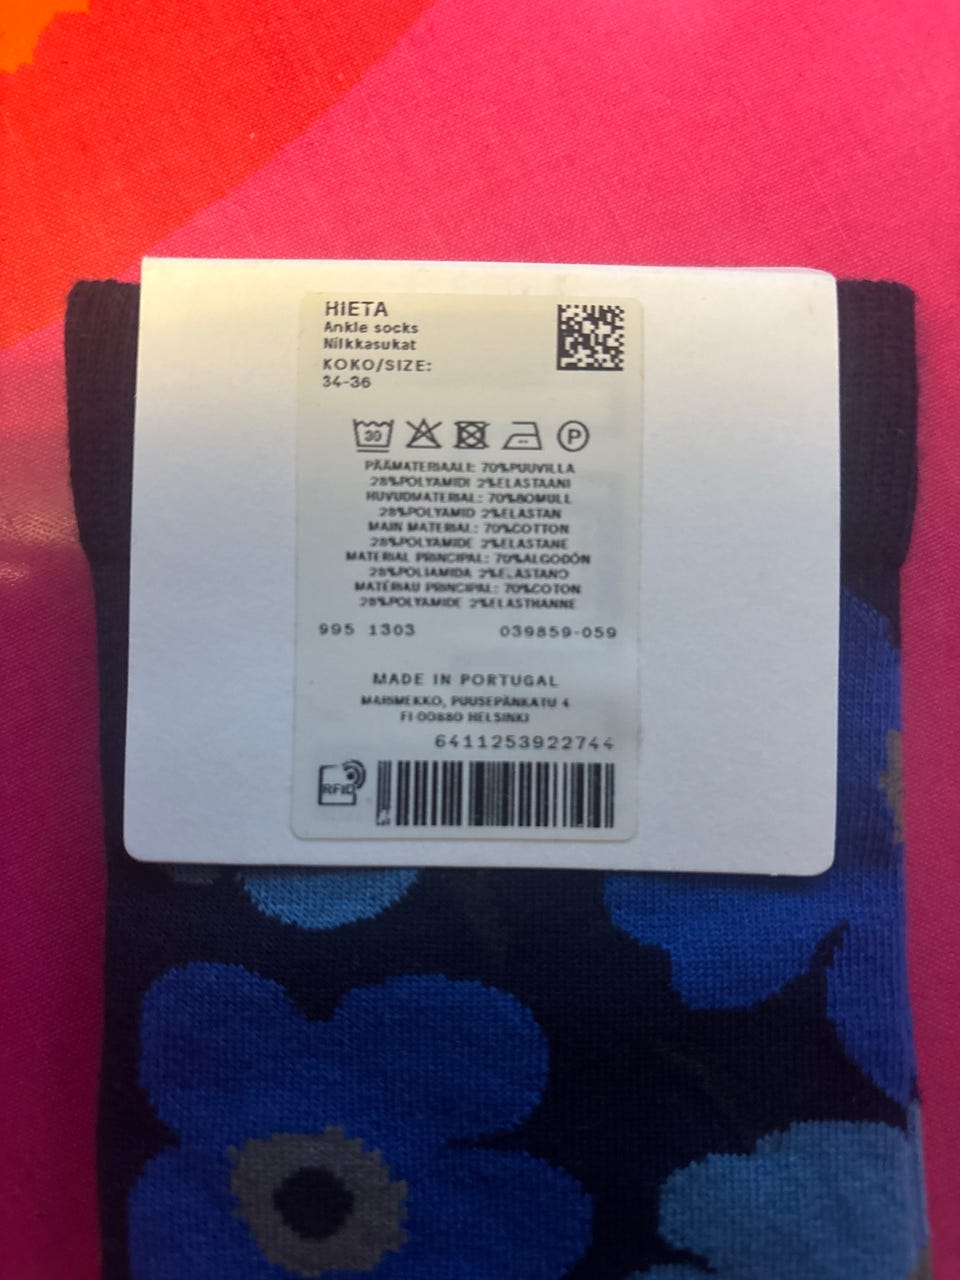 HIETA
Ankle socks
Nilkkasukat
KOKO/SIZE:
34-36
30 P
PÄÄMATERIAALI: 70%PUUVILLA
28%POLYAMIDI 2%ELASTAANI
HUVUDMATERIAL: 70%BOMULL
28%POLYAMID 2%ELASTAN
MAIN MATERIAL: 70%COTTON
28%POLYAMIDE 2%ELASTANE
MATERIAL PRINCIPAL: 70%ALGODÓN
28%POLIAMIDA 2%ELASTANO
MATÉRIAU PRINCIPAL: 70%COTON
28%POLYAMIDE 2%ELASTHANNE
995 1303 039859-059
MADE IN PORTUGAL
MARIMEKKO, PUUSEPÄNKATU 4
FI 00880 HELSINKI
6411253922744
RFID